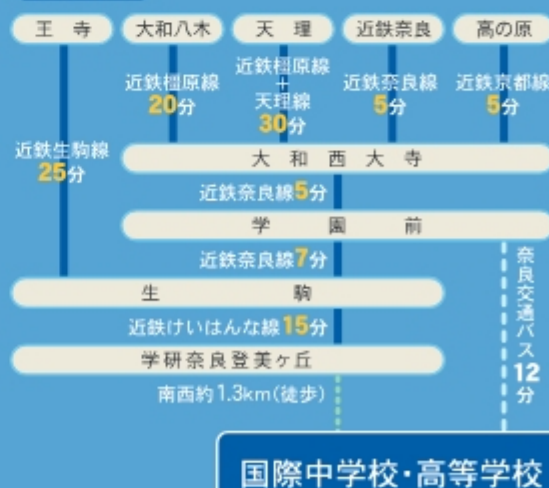 王寺
大和八木
天理
近鉄奈良
高の原
近鉄橿原線
20分
近鉄橿原線
+
天理線
30分
近鉄奈良線
5分
近鉄京都線
5分
近鉄生駒線
25分
大和西大寺
近鉄奈良線5分
学園前
近鉄奈良線7分
奈良交通バス12分
生駒
近鉄けいはんな線15分
学研奈良登美ヶ丘
南西約1.3km(徒歩)
国際中学校・高等学校